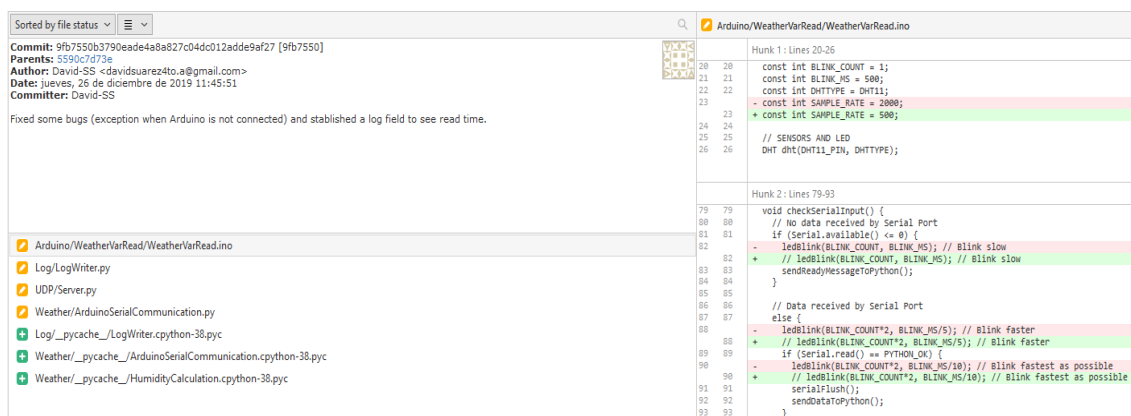 Sorted by file status
Commit: 9fb7550b3790eade4a8a827c04dc012adde9af27 [9fb7550]
Parents: 5590c7d73e
Author: David-SS <davidsuarez4to.a@gmail.com>
Date: jueves, 26 de diciembre de 2019 11:45:51
Committer: David-SS
Fixed some bugs (exception when Arduino is not connected) and stablished a log field to see read time.
Arduino/WeatherVarRead/WeatherVarRead.ino
Log/LogWriter.py
UDP/Server.py
Weather/ArduinoSerialCommunication.py
Log/__pycache__/LogWriter.cpython-38.pyc
Weather/__pycache__/ArduinoSerialCommunication.cpython-38.pyc
Weather/__pycache__/HumidityCalculation.cpython-38.pyc
Arduino/WeatherVarRead/WeatherVarRead.ino
Hunk 1 : Lines 20-26
20 20 const int BLINK_COUNT = 1;
21 21 const int BLINK_MS = 500;
22 22 const int DHTTYPE = DHT11;
23 - const int SAMPLE_RATE = 2000;
23 + const int SAMPLE_RATE = 500;
24 24
25 25 // SENSORS AND LED
26 26 DHT dht(DHT11_PIN, DHTTYPE);
Hunk 2 : Lines 79-93
79 79 void checkSerialInput() {
80 80 // No data received by Serial Port
81 81 if (Serial.available() <= 0) {
82 - ledBlink(BLINK_COUNT, BLINK_MS); // Blink slow
82 + // ledBlink(BLINK_COUNT, BLINK_MS); // Blink slow
83 83 sendReadyMessageToPython();
84 84 }
85 85
86 86 // Data received by Serial Port
87 87 else {
88 - ledBlink(BLINK_COUNT*2, BLINK_MS/5); // Blink faster
88 + // ledBlink(BLINK_COUNT*2, BLINK_MS/5); // Blink faster
89 89 if (Serial.read() == PYTHON_OK) {
90 - ledBlink(BLINK_COUNT*2, BLINK_MS/10); // Blink fastest as possible
90 + // ledBlink(BLINK_COUNT*2, BLINK_MS/10); // Blink fastest as possible
91 91 serialFlush();
92 92 sendDataToPython();
93 93 }